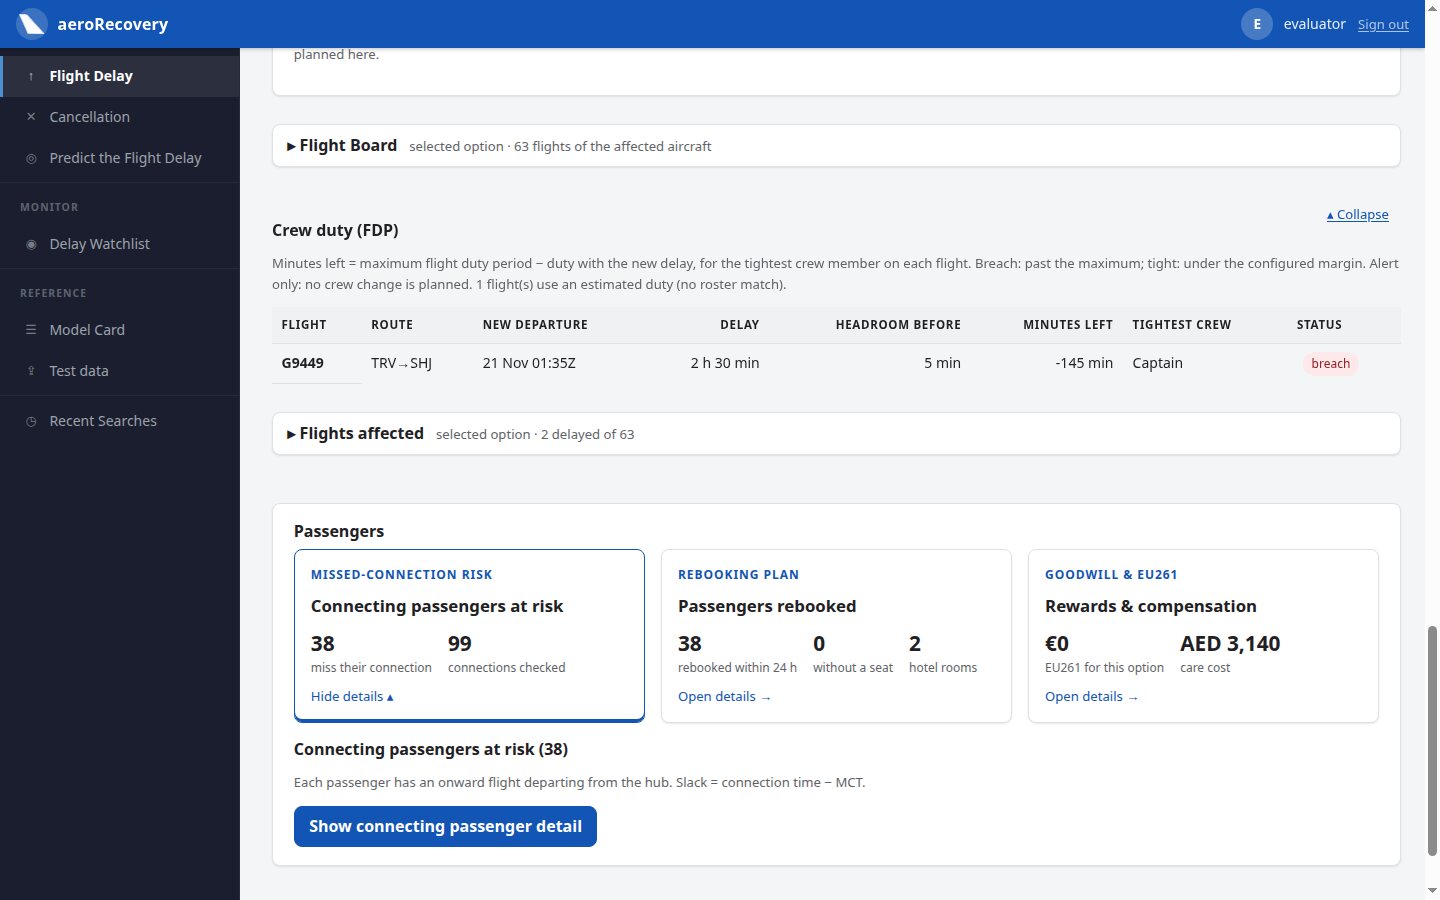 aeroRecovery
E evaluator Sign out
↑ Flight Delay
✕ Cancellation
◎ Predict the Flight Delay
MONITOR
◉ Delay Watchlist
REFERENCE
☰ Model Card
⇪ Test data
◷ Recent Searches
planned here.
▸ Flight Board selected option · 63 flights of the affected aircraft
▴ Collapse
Crew duty (FDP)
Minutes left = maximum flight duty period − duty with the new delay, for the tightest crew member on each flight. Breach: past the maximum; tight: under the configured margin. Alert
only: no crew change is planned. 1 flight(s) use an estimated duty (no roster match).
FLIGHT ROUTE NEW DEPARTURE DELAY HEADROOM BEFORE MINUTES LEFT TIGHTEST CREW STATUS
G9449 TRV→SHJ 21 Nov 01:35Z 2 h 30 min 5 min -145 min Captain breach
▸ Flights affected selected option · 2 delayed of 63
Passengers
MISSED-CONNECTION RISK
Connecting passengers at risk
38 99
miss their connection connections checked
Hide details ▴
REBOOKING PLAN
Passengers rebooked
38 0 2
rebooked within 24 h without a seat hotel rooms
Open details →
GOODWILL & EU261
Rewards & compensation
€0 AED 3,140
EU261 for this option care cost
Open details →
Connecting passengers at risk (38)
Each passenger has an onward flight departing from the hub. Slack = connection time − MCT.
Show connecting passenger detail